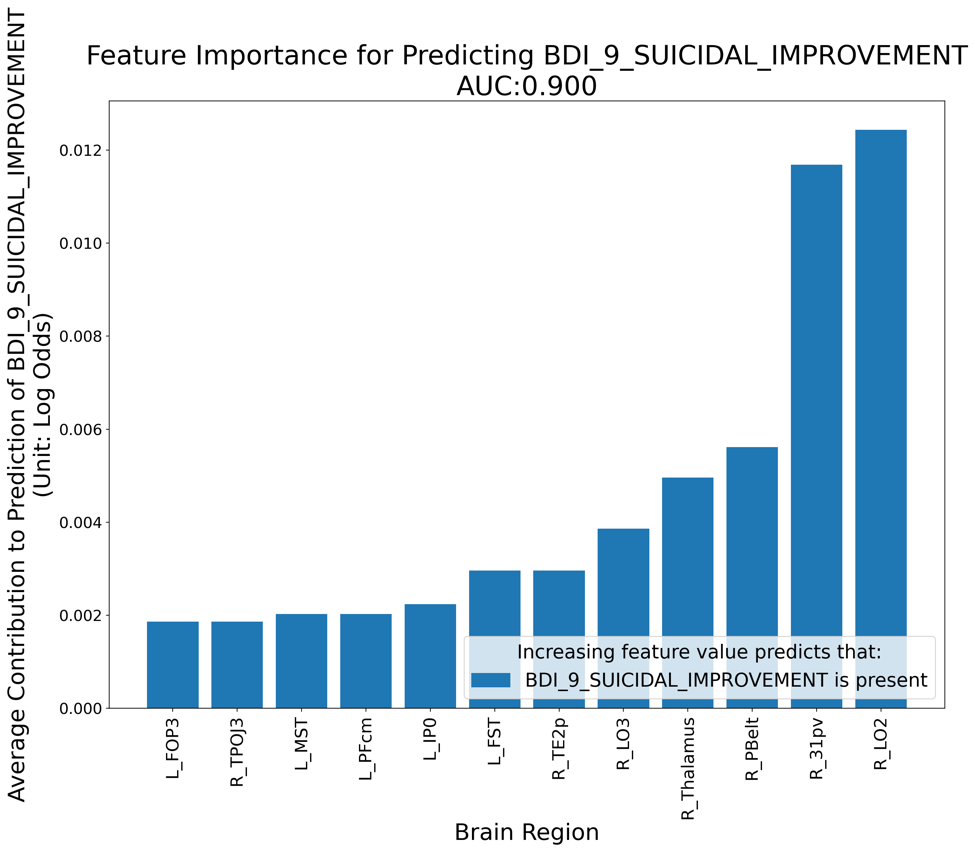 Feature Importance for Predicting BDI_9_SUICIDAL_IMPROVEMENT
AUC:0.900
Average Contribution to Prediction of BDI_9_SUICIDAL_IMPROVEMENT
(Unit: Log Odds)
0.012
0.010
0.008
0.006
0.004
0.002
0.000
Increasing feature value predicts that:
BDI_9_SUICIDAL_IMPROVEMENT is present
L_FOP3
R_TPOJ3
L_MST
L_PFcm
L_IP0
L_FST
R_TE2p
R_LO3
R_Thalamus
R_PBelt
R_31pv
R_LO2
Brain Region